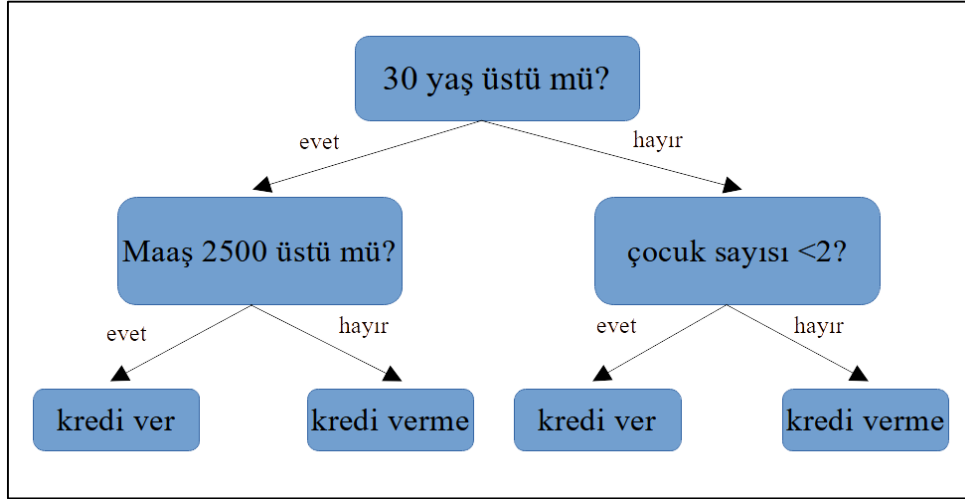 30 yaş üstü mü?
evet
hayır
Maaş 2500 üstü mü?
çocuk sayısı <2?
evet
hayır
evet
hayır
kredi ver
kredi verme
kredi ver
kredi verme